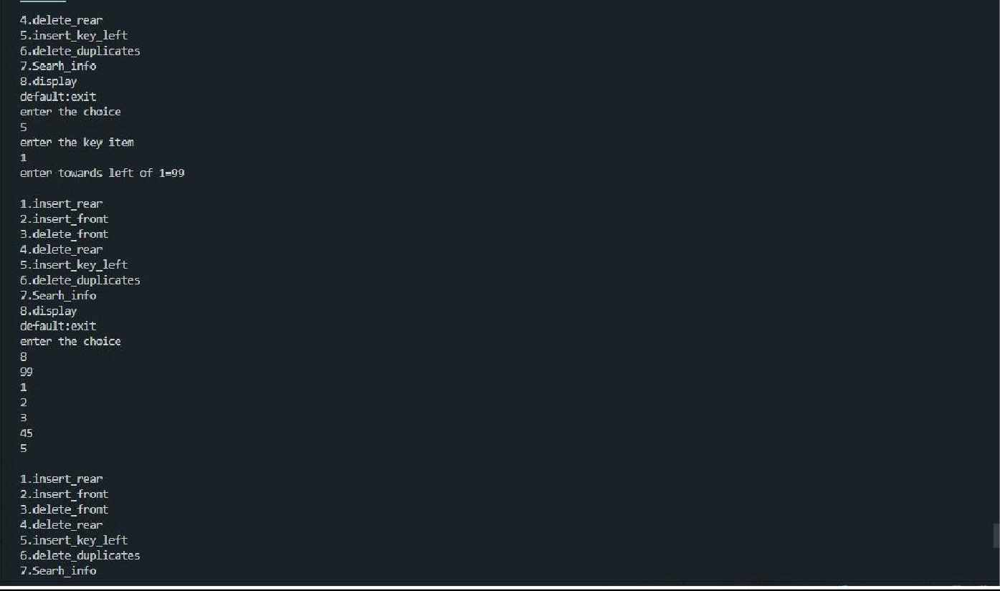 4.delete_rear
5.insert_key_left
6.delete_duplicates
7.Searh_info
8.display
default:exit
enter the choice
5
enter the key item
1
enter towards left of 1=99
1.insert_rear
2.insert_front
3.delete_front
4.delete_rear
5.insert_key_left
6.delete_duplicates
7.Searh_info
8.display
default:exit
enter the choice
8
99
1
2
3
45
5
1.insert_rear
2.insert_front
3.delete_front
4.delete_rear
5.insert_key_left
6.delete_duplicates
7.Searh_info